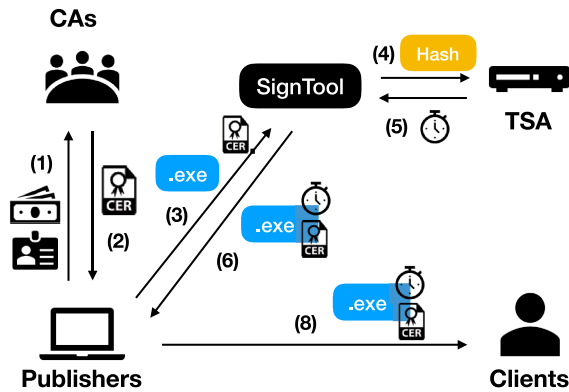 CAs
(4)
Hash
SignTool
(5)
TSA
(1)
CER
(2)
.exe
(3)
.exe
CER
(6)
.exe
CER
(8)
Publishers
Clients